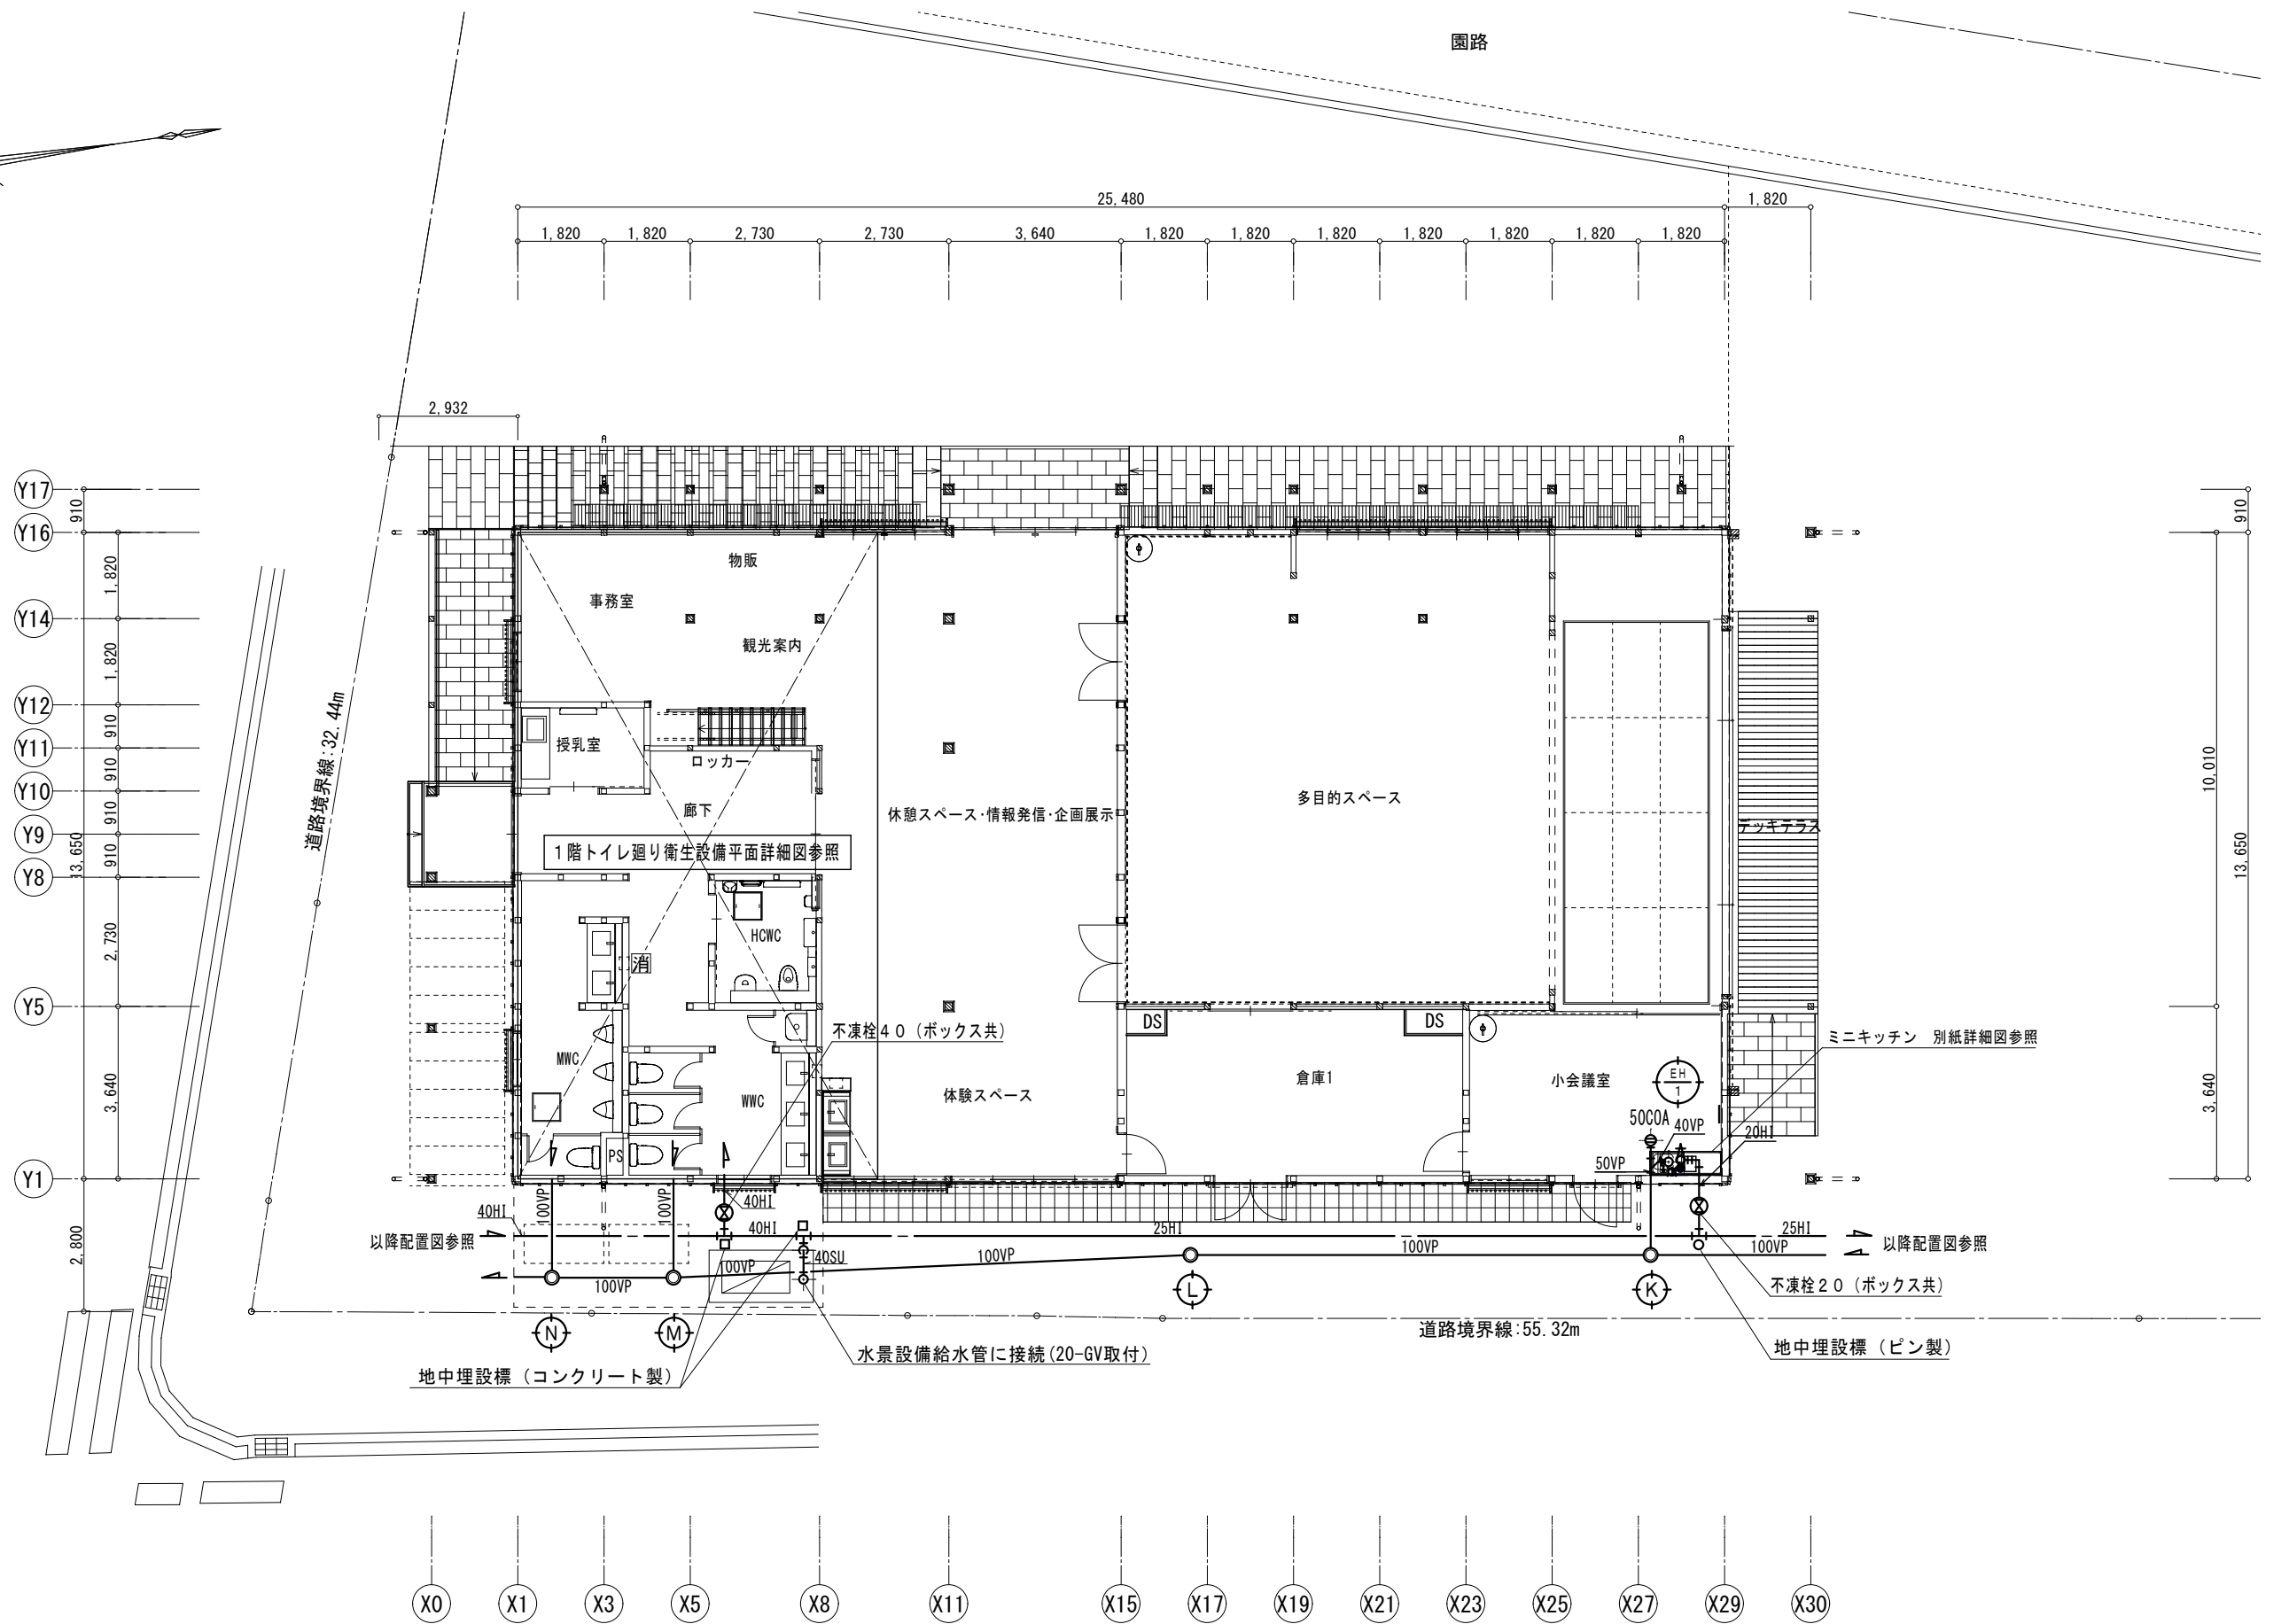 園路
25,480
1,820
1,820
1,820
2,730
2,730
3,640
1,820
1,820
1,820
1,820
1,820
1,820
1,820
2,932
Y17
Y16
Y14
Y12
Y11
Y10
Y9
Y8
Y5
Y1
910
13,650
2,800
1,820
1,820
910
910
910
910
2,730
3,640
道路境界線:32.44m
物販
事務室
観光案内
授乳室
ロッカー
廊下
休憩スペース・情報発信・企画展示
多目的スペース
1階トイレ廻り衛生設備平面詳細図参照
デッキテラス
910
10,010
13,650
3,640
HCWC
消
MWC
WWC
PS
不凍栓40(ボックス共)
体験スペース
DS
DS
倉庫1
小会議室
EH
1
ミニキッチン 別紙詳細図参照
50COA
40VP
20HI
50VP
40HI
100VP
100VP
40HI
40HI
25HI
25HI
以降配置図参照
以降配置図参照
100VP
00VP
40SU
100VP
100VP
100VP
L
K
N
M
不凍栓20(ボックス共)
道路境界線:55.32m
水景設備給水管に接続(20-GV取付)
地中埋設標(ピン製)
地中埋設標(コンクリート製)
X0
X1
X3
X5
X8
X11
X15
X17
X19
X21
X23
X25
X27
X29
X30